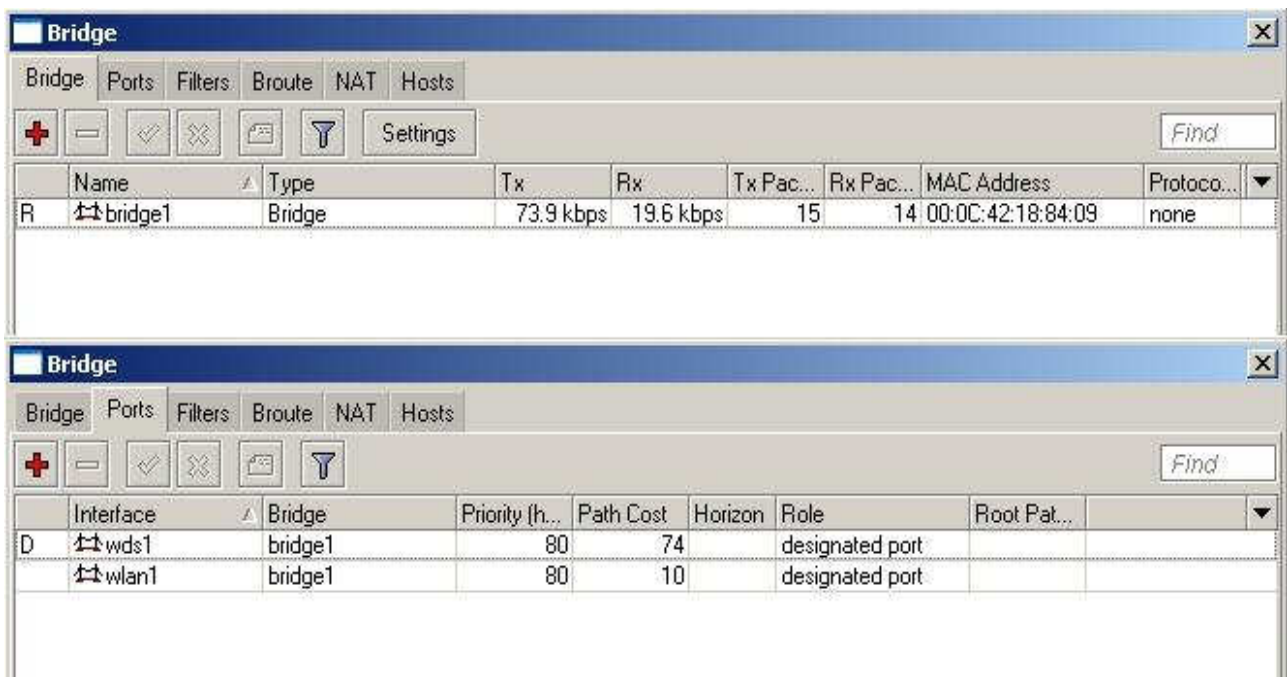 Bridge
Bridge Ports Filters Broute NAT Hosts
Settings Find
Name Type Tx Rx Tx Pac... Rx Pac... MAC Address Protoco...
R bridge1 Bridge 73.9 kbps 19.6 kbps 15 14 00:0C:42:18:84:09 none
Bridge
Bridge Ports Filters Broute NAT Hosts
Find
Interface Bridge Priority (h... Path Cost Horizon Role Root Pat...
D wds1 bridge1 80 74 designated port
wlan1 bridge1 80 10 designated port